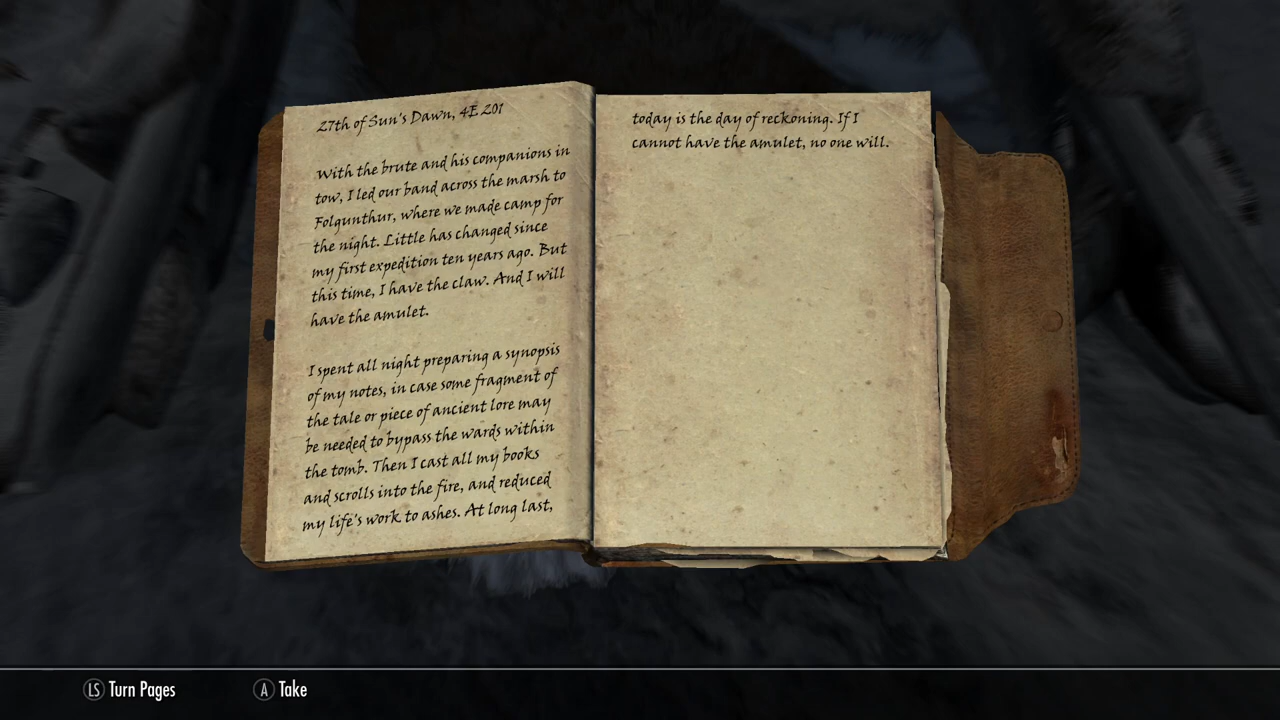 27th of Sun's Dawn, 4E 201
With the brute and his companions in
tow, I led our band across the marsh to
Folgunthur, where we made camp for
the night. Little has changed since
my first expedition ten years ago. But
this time, I have the claw. And I will
have the amulet.
I spent all night preparing a synopsis
of my notes, in case some fragment of
the tale or piece of ancient lore may
be needed to bypass the wards within
the tomb. Then I cast all my books
and scrolls into the fire, and reduced
my life's work to ashes. At long last,
today is the day of reckoning. If I
cannot have the amulet, no one will.
LS Turn Pages
A Take